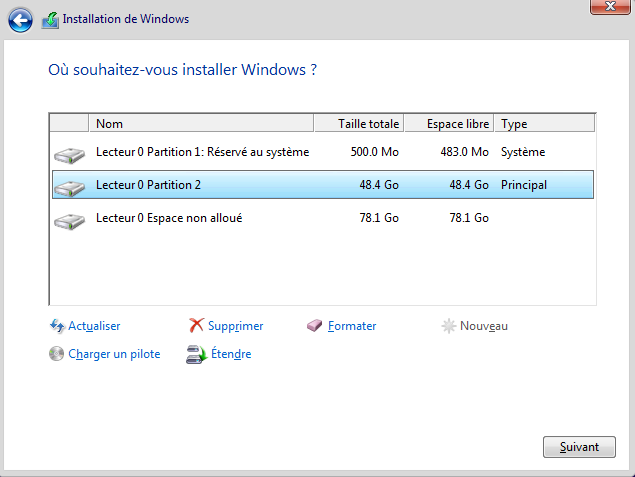 Installation de Windows
Où souhaitez-vous installer Windows ?
Nom Taille totale Espace libre Type
Lecteur 0 Partition 1: Réservé au système 500.0 Mo 483.0 Mo Système
Lecteur 0 Partition 2 48.4 Go 48.4 Go Principal
Lecteur 0 Espace non alloué 78.1 Go 78.1 Go
Actualiser Supprimer Formater Nouveau
Charger un pilote Étendre
Suivant